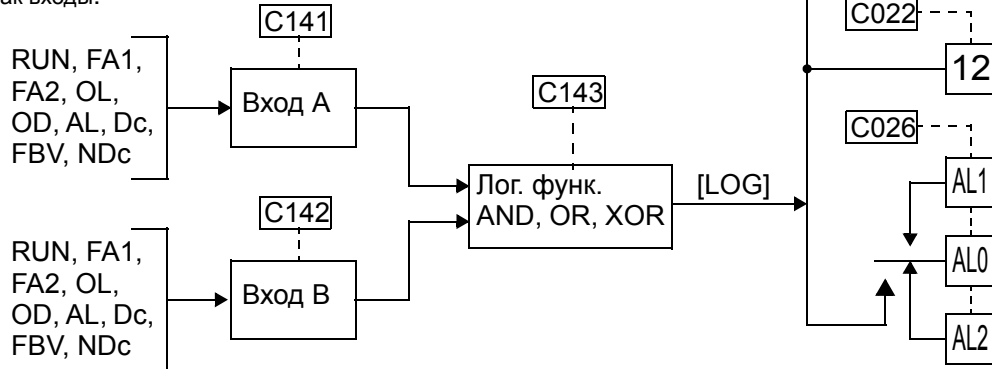 как входы.
C141
RUN, FA1,
FA2, OL,
OD, AL, Dc,
FBV, NDc
Вход A
C142
RUN, FA1,
FA2, OL,
OD, AL, Dc,
FBV, NDc
Вход B
C143
Лог. функ.
AND, OR, XOR
[LOG]
C022
12
C026
AL1
AL0
AL2